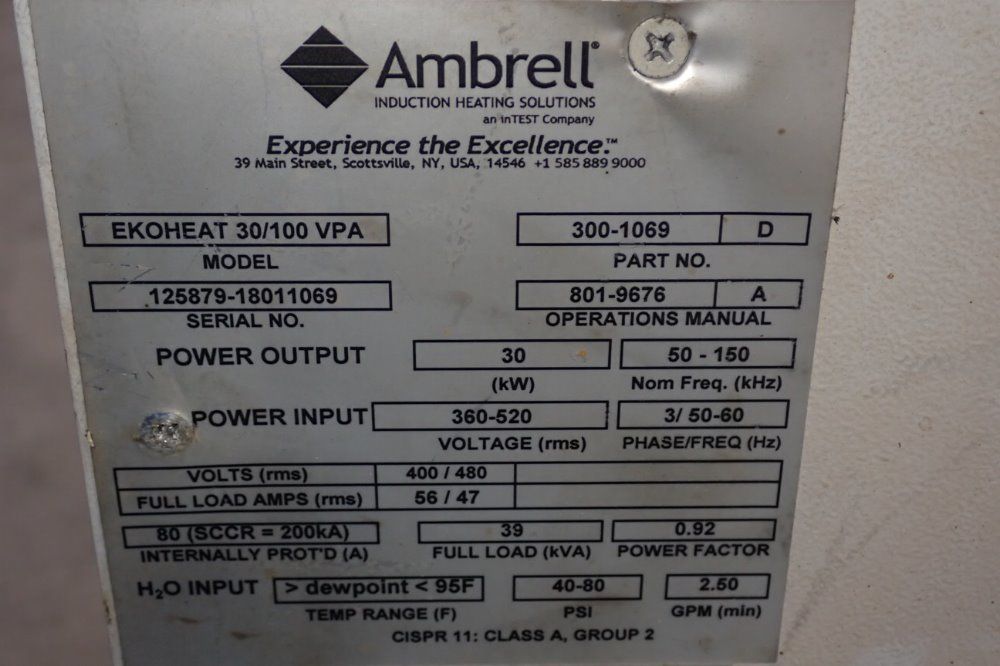 Ambrell®
INDUCTION HEATING SOLUTIONS
an inTEST Company
Experience the Excellence.™
39 Main Street, Scottsville, NY, USA, 14546 +1 585 889 9000
EKOHEAT 30/100 VPA 300-1069 D
MODEL PART NO.
125879-18011069 801-9676 A
SERIAL NO. OPERATIONS MANUAL
POWER OUTPUT 30 50 - 150
(kW) Nom Freq. (kHz)
POWER INPUT 360-520 3/ 50-60
VOLTAGE (rms) PHASE/FREQ (Hz)
VOLTS (rms) 400 / 480
FULL LOAD AMPS (rms) 56 / 47
80 (SCCR = 200kA) 39 0.92
INTERNALLY PROT'D (A) FULL LOAD (kVA) POWER FACTOR
H₂O INPUT > dewpoint < 95F 40-80 2.50
TEMP RANGE (F) PSI GPM (min)
CISPR 11: CLASS A, GROUP 2